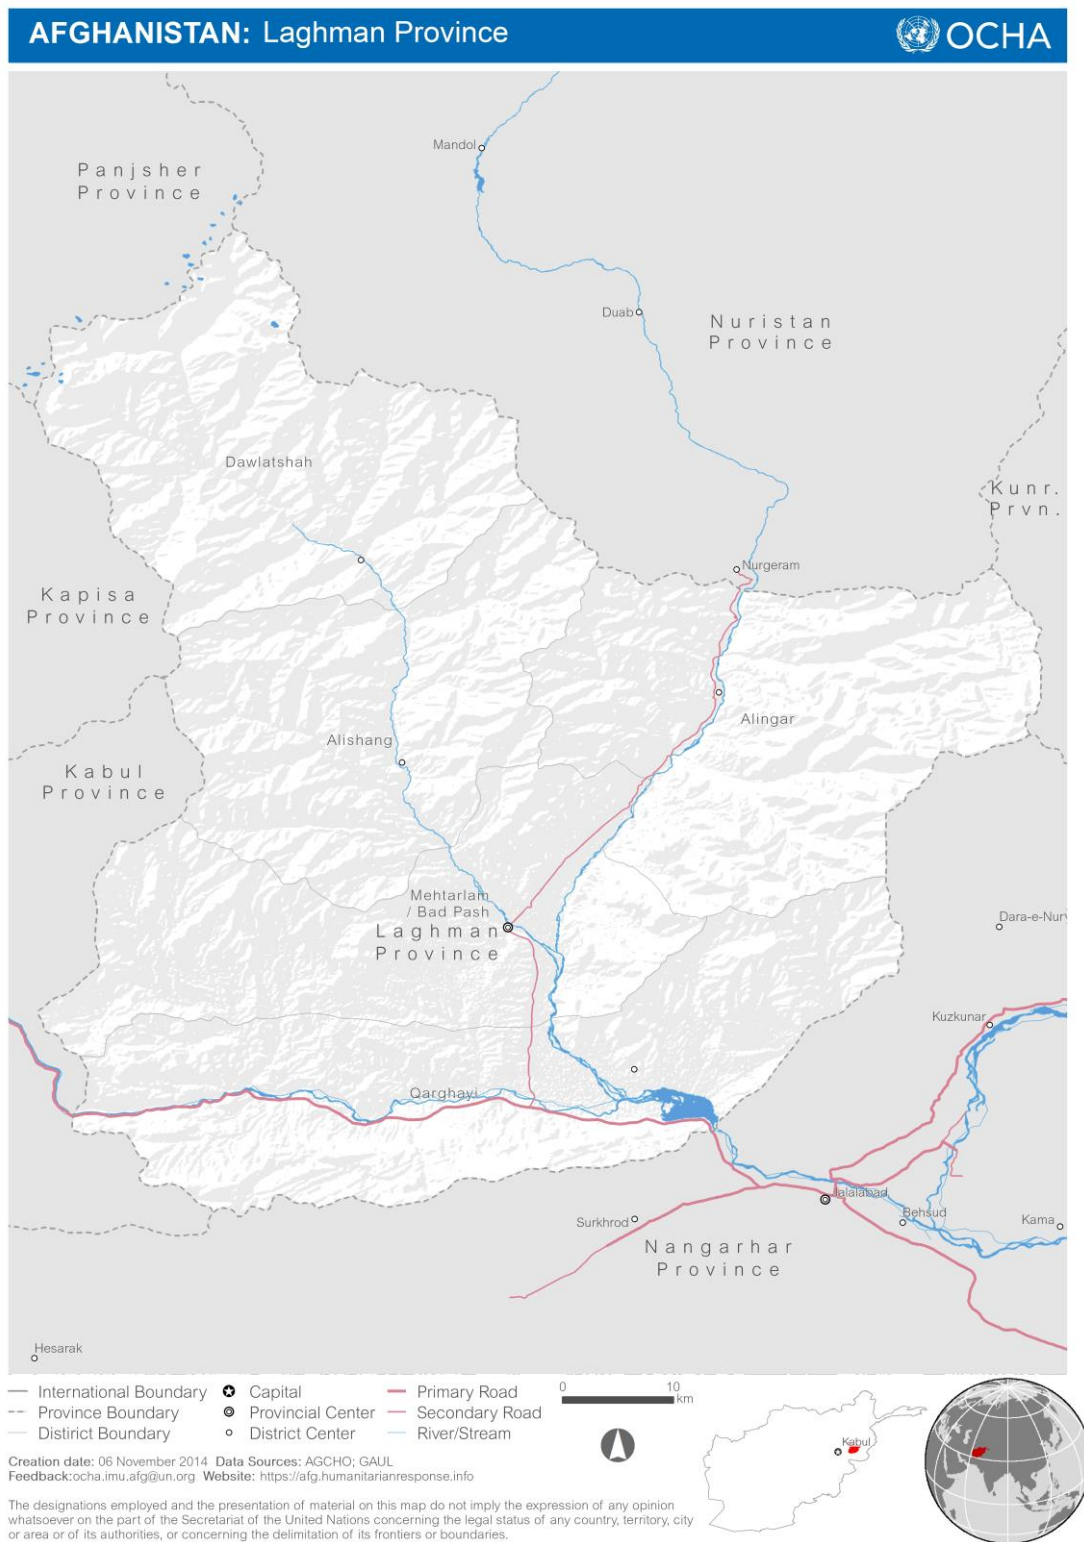 AFGHANISTAN: Laghman Province
OCHA
Mandol
Panjsher
Province
Duab
Nuristan
Province
Dawlatshah
Kunr.
Prvn.
Nurgeram
Kapisa
Province
Alingar
Alishang
Kabul
Province
Mehtarlam
/ Bad Pash
Laghman
Province
Dara-e-Nur
Kuzkunar
Qarghayi
Jalalabad
Surkhrod
Behsud
Kama
Nangarhar
Province
Hesarak
International Boundary
Province Boundary
Distirict Boundary
Capital
Provincial Center
District Center
Primary Road
Secondary Road
River/Stream
0 10
km
Kabul
Creation date: 06 November 2014 Data Sources: AGCHO; GAUL
Feedback:ocha.imu.afg@un.org Website: https://afg.humanitarianresponse.info
The designations employed and the presentation of material on this map do not imply the expression of any opinion
whatsoever on the part of the Secretariat of the United Nations concerning the legal status of any country, territory, city
or area or of its authorities, or concerning the delimitation of its frontiers or boundaries.